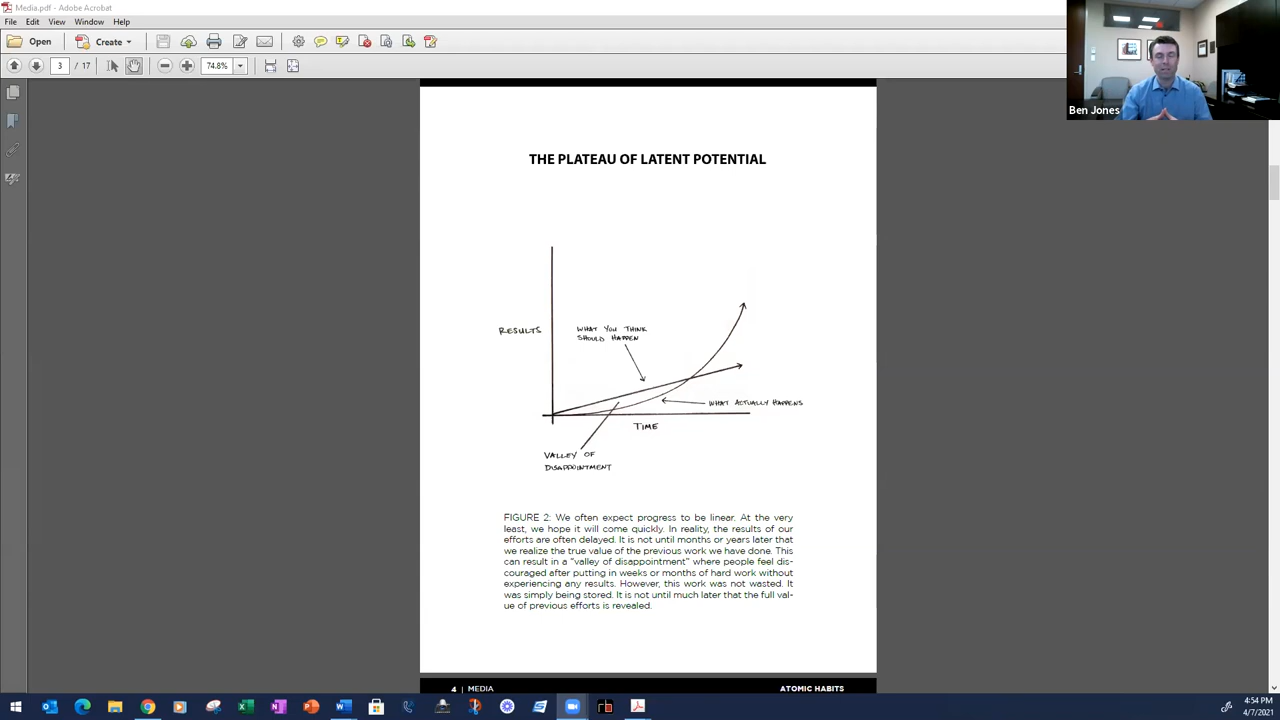 Media.pdf - Adobe Acrobat
File Edit View Window Help
Open Create
3 / 17 74.8%
Ben Jones
THE PLATEAU OF LATENT POTENTIAL
RESULTS
WHAT YOU THINK
SHOULD HAPPEN
WHAT ACTUALLY HAPPENS
TIME
VALLEY OF
DISAPPOINTMENT
FIGURE 2: We often expect progress to be linear. At the very
least, we hope it will come quickly. In reality, the results of our
efforts are often delayed. It is not until months or years later that
we realize the true value of the previous work we have done. This
can result in a “valley of disappointment” where people feel dis-
couraged after putting in weeks or months of hard work without
experiencing any results. However, this work was not wasted. It
was simply being stored. It is not until much later that the full val-
ue of previous efforts is revealed.
4 | MEDIA ATOMIC HABITS
4:54 PM
4/7/2021